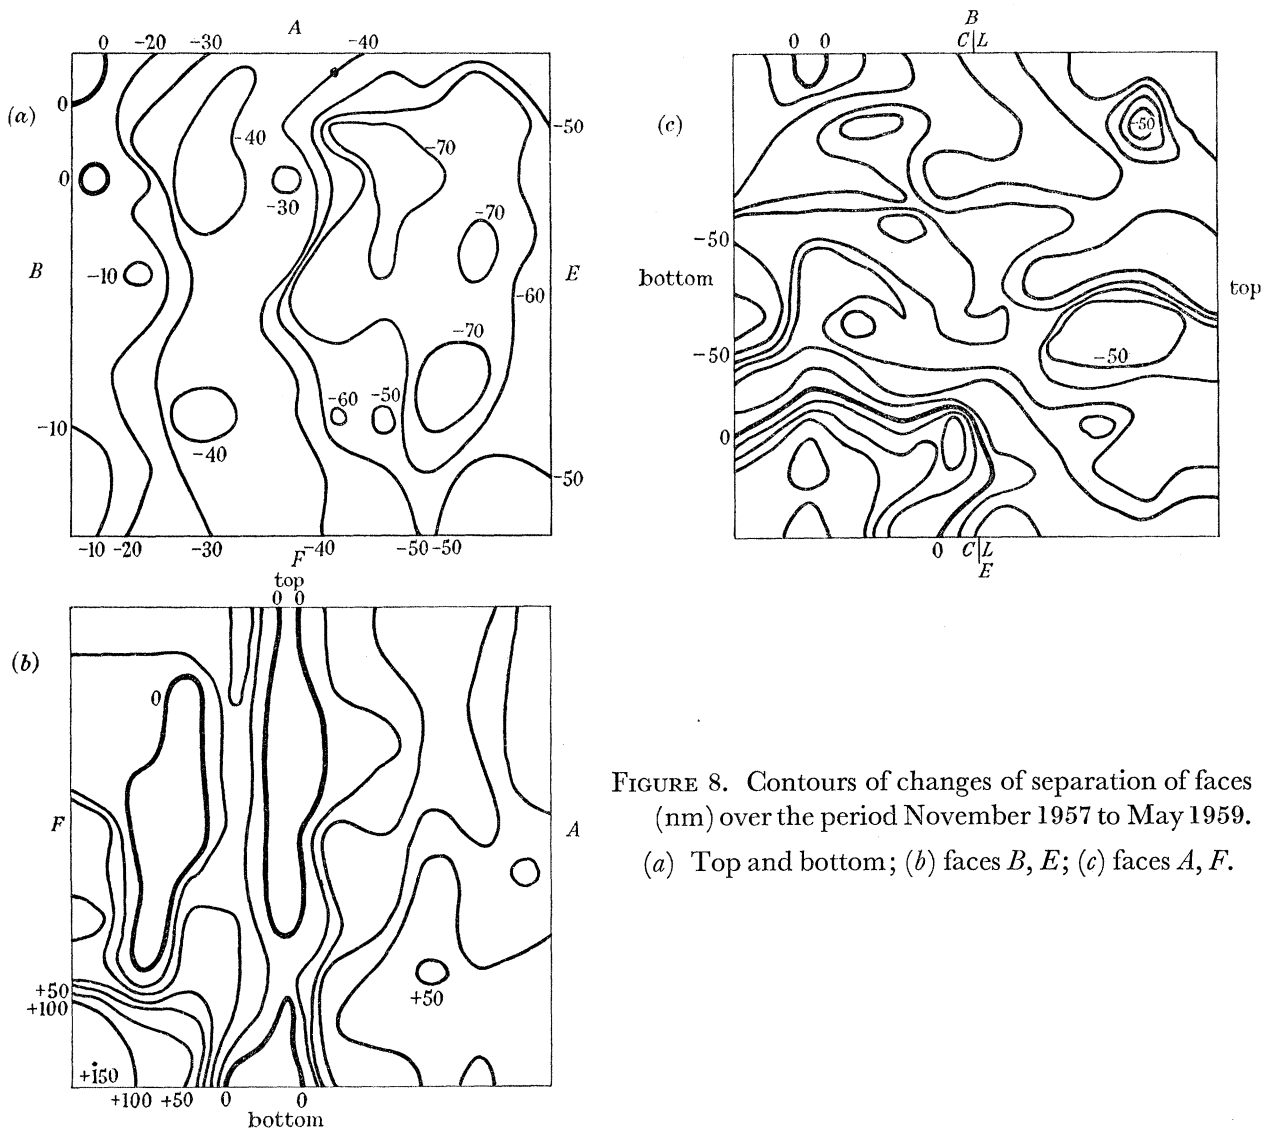 A
0 -20 -30 -40
(a)
0
-50
-40
-70
0
-30
-70
B
-10
E
-60
-70
-60 -50
-10
-40
-50
-10 -20 -30 F -40 -50 -50
B
0 0 C|L
(c)
-50
-50
bottom
top
-50
-50
0
0 C|L
E
top
0 0
(b)
0
F
A
+50
+100
+50
+150
+100 +50 0 0
bottom
FIGURE 8. Contours of changes of separation of faces
(nm) over the period November 1957 to May 1959.
(a) Top and bottom; (b) faces B, E; (c) faces A, F.